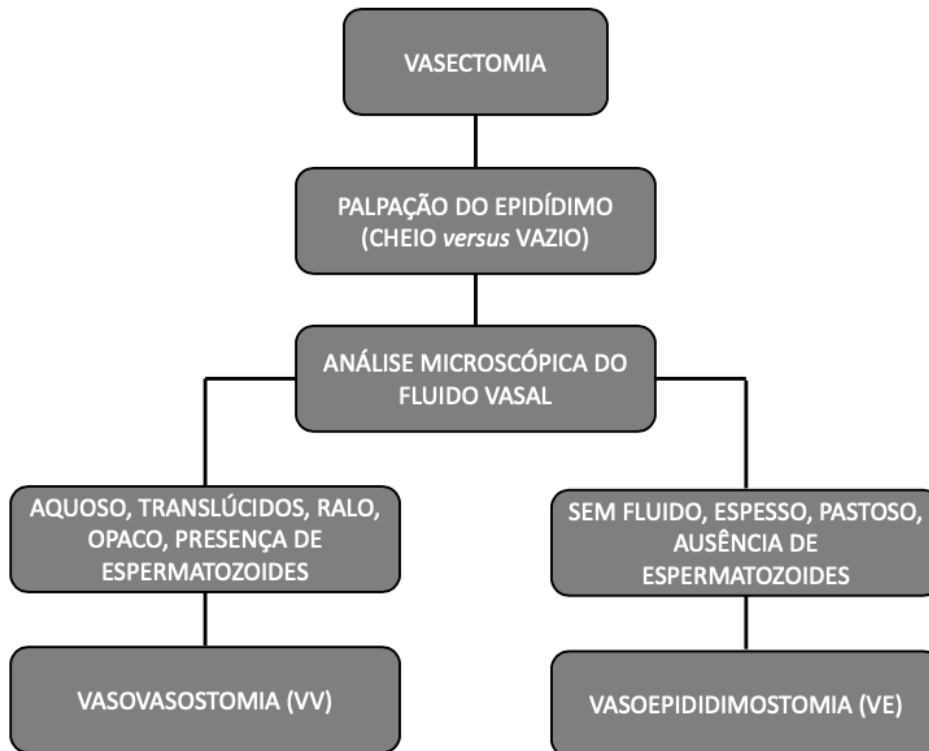 VASECTOMIA
PALPAÇÃO DO EPIDÍDIMO
(CHEIO versus VAZIO)
ANÁLISE MICROSCÓPICA DO
FLUIDO VASAL
AQUOSO, TRANSLÚCIDOS, RALO,
OPACO, PRESENÇA DE
ESPERMATOZOIDES
SEM FLUIDO, ESPESSO, PASTOSO,
AUSÊNCIA DE
ESPERMATOZOIDES
VASOVASOSTOMIA (VV)
VASOEPIDIDIMOSTOMIA (VE)